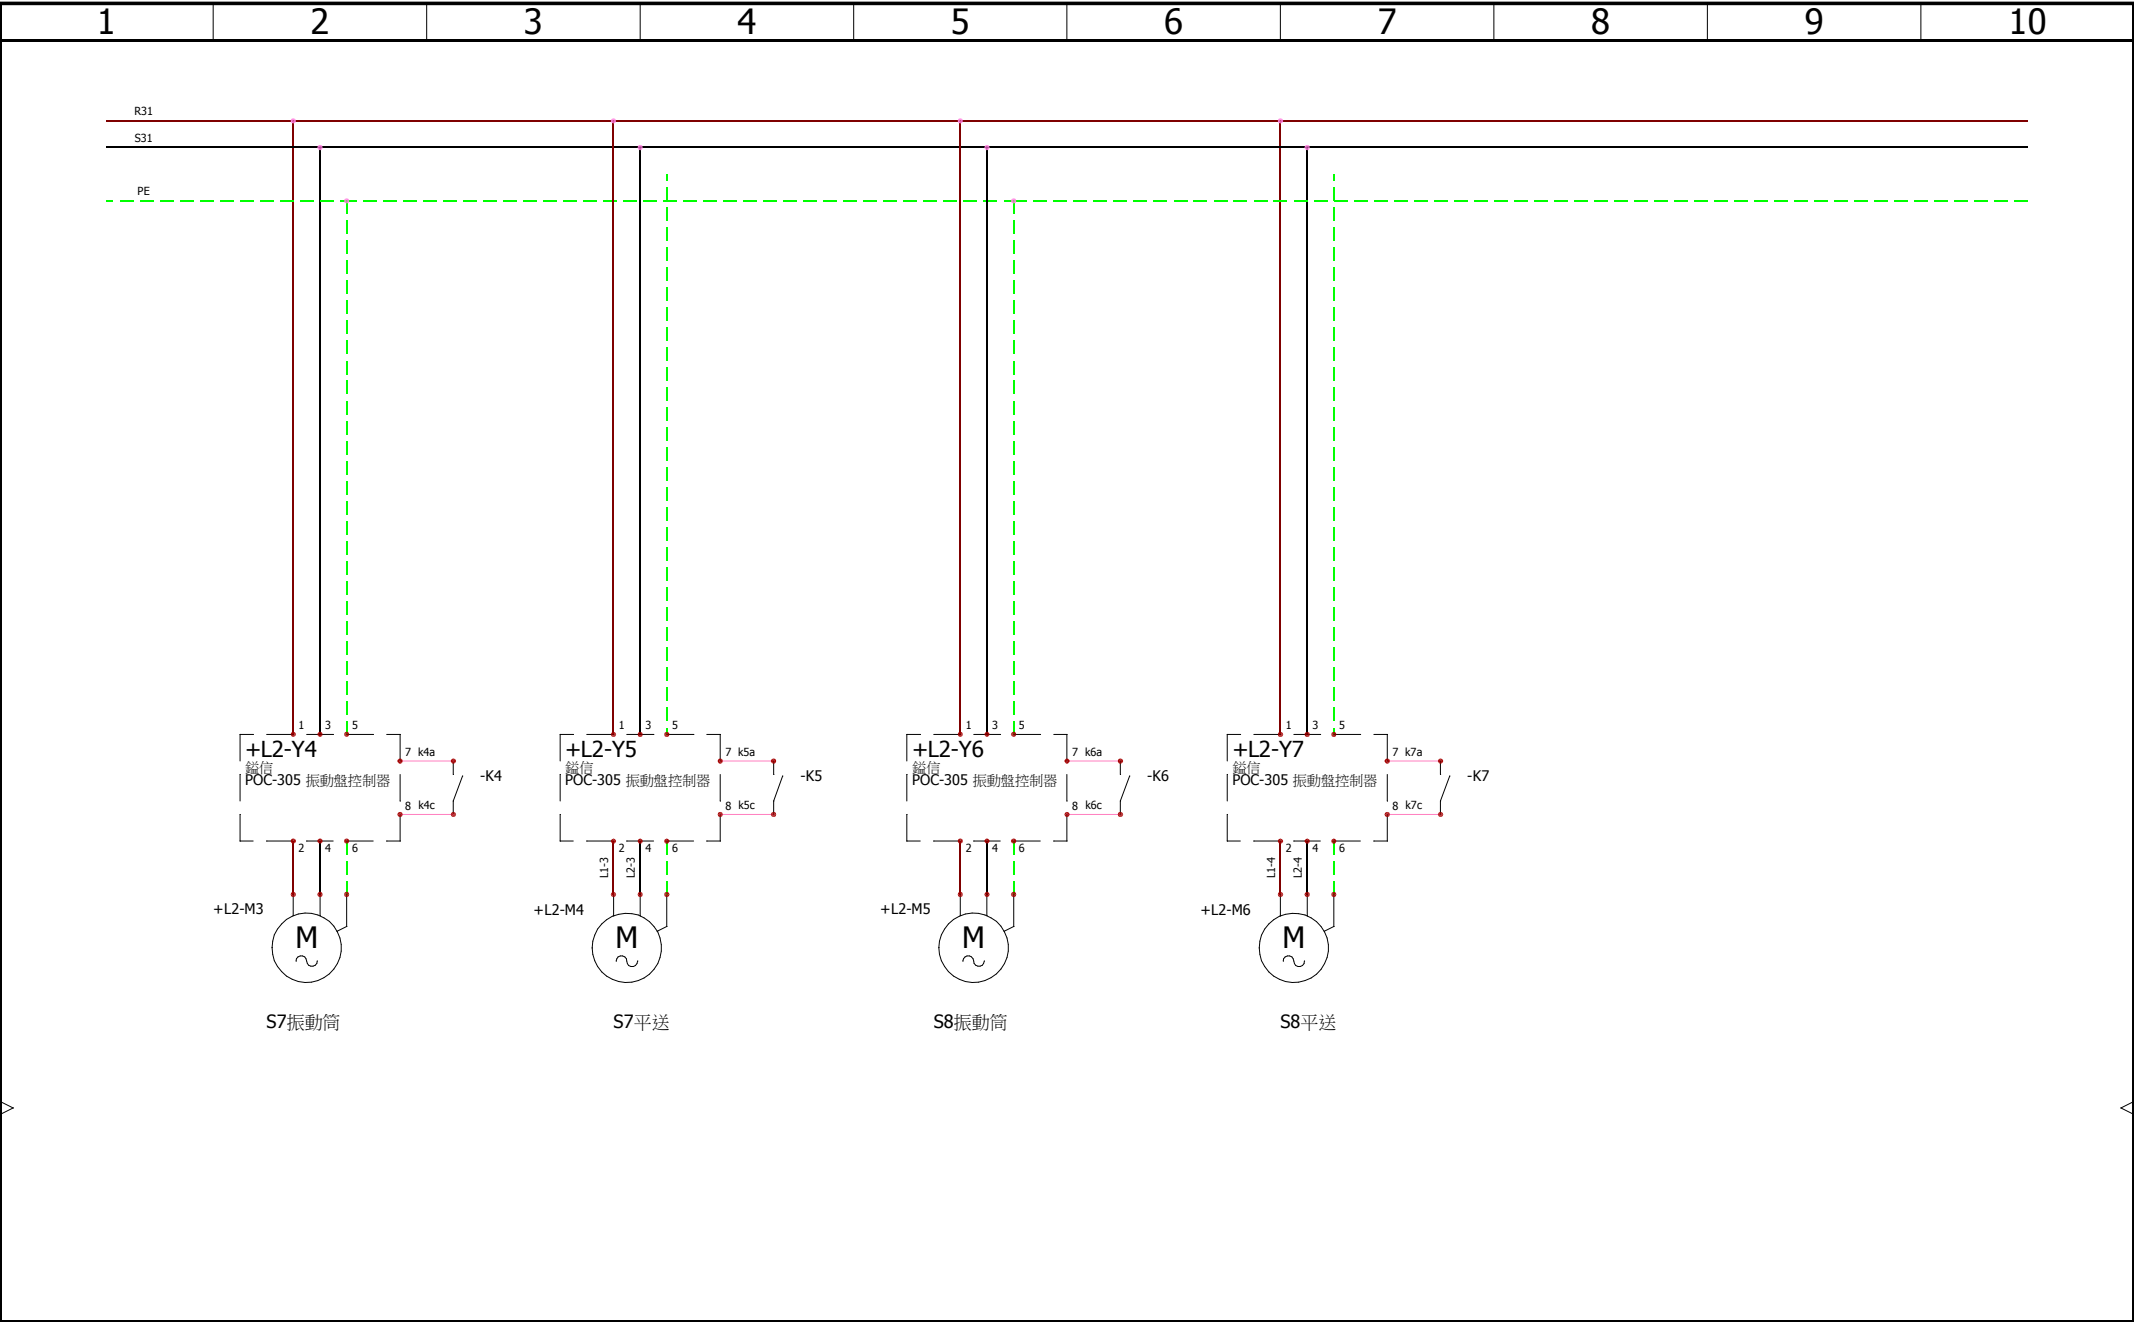 1 2 3 4 5 6 7 8 9 10
R31
S31
PE
1 3 5
+L2-Y4
鎰信
POC-305 振動盤控制器
7 k4a
-K4
8 k4c
2 4 6
+L2-M3
M
S7振動筒
1 3 5
+L2-Y5
鎰信
POC-305 振動盤控制器
7 k5a
-K5
8 k5c
2 4 6
L1-3
L2-3
+L2-M4
M
S7平送
1 3 5
+L2-Y6
鎰信
POC-305 振動盤控制器
7 k6a
-K6
8 k6c
2 4 6
+L2-M5
M
S8振動筒
1 3 5
+L2-Y7
鎰信
POC-305 振動盤控制器
7 k7a
-K7
8 k7c
2 4 6
L1-4
L2-4
+L2-M6
M
S8平送